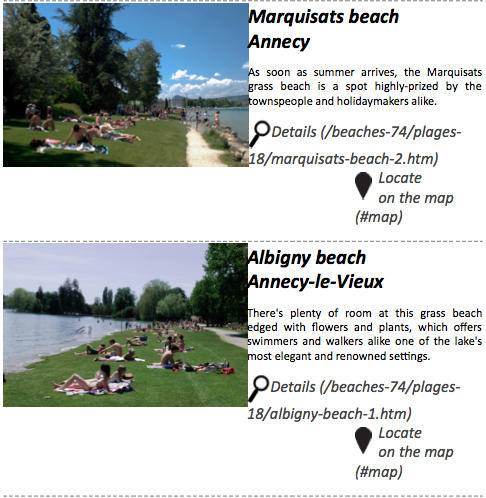 Marquisats beach
Annecy
As soon as summer arrives, the Marquisats
grass beach is a spot highly-prized by the
townspeople and holidaymakers alike.
Details (/beaches-74/plages-
18/marquisats-beach-2.htm)
Locate
on the map
(#map)
Albigny beach
Annecy-le-Vieux
There's plenty of room at this grass beach
edged with flowers and plants, which offers
swimmers and walkers alike one of the lake's
most elegant and renowned settings.
Details (/beaches-74/plages-
18/albigny-beach-1.htm)
Locate
on the map
(#map)